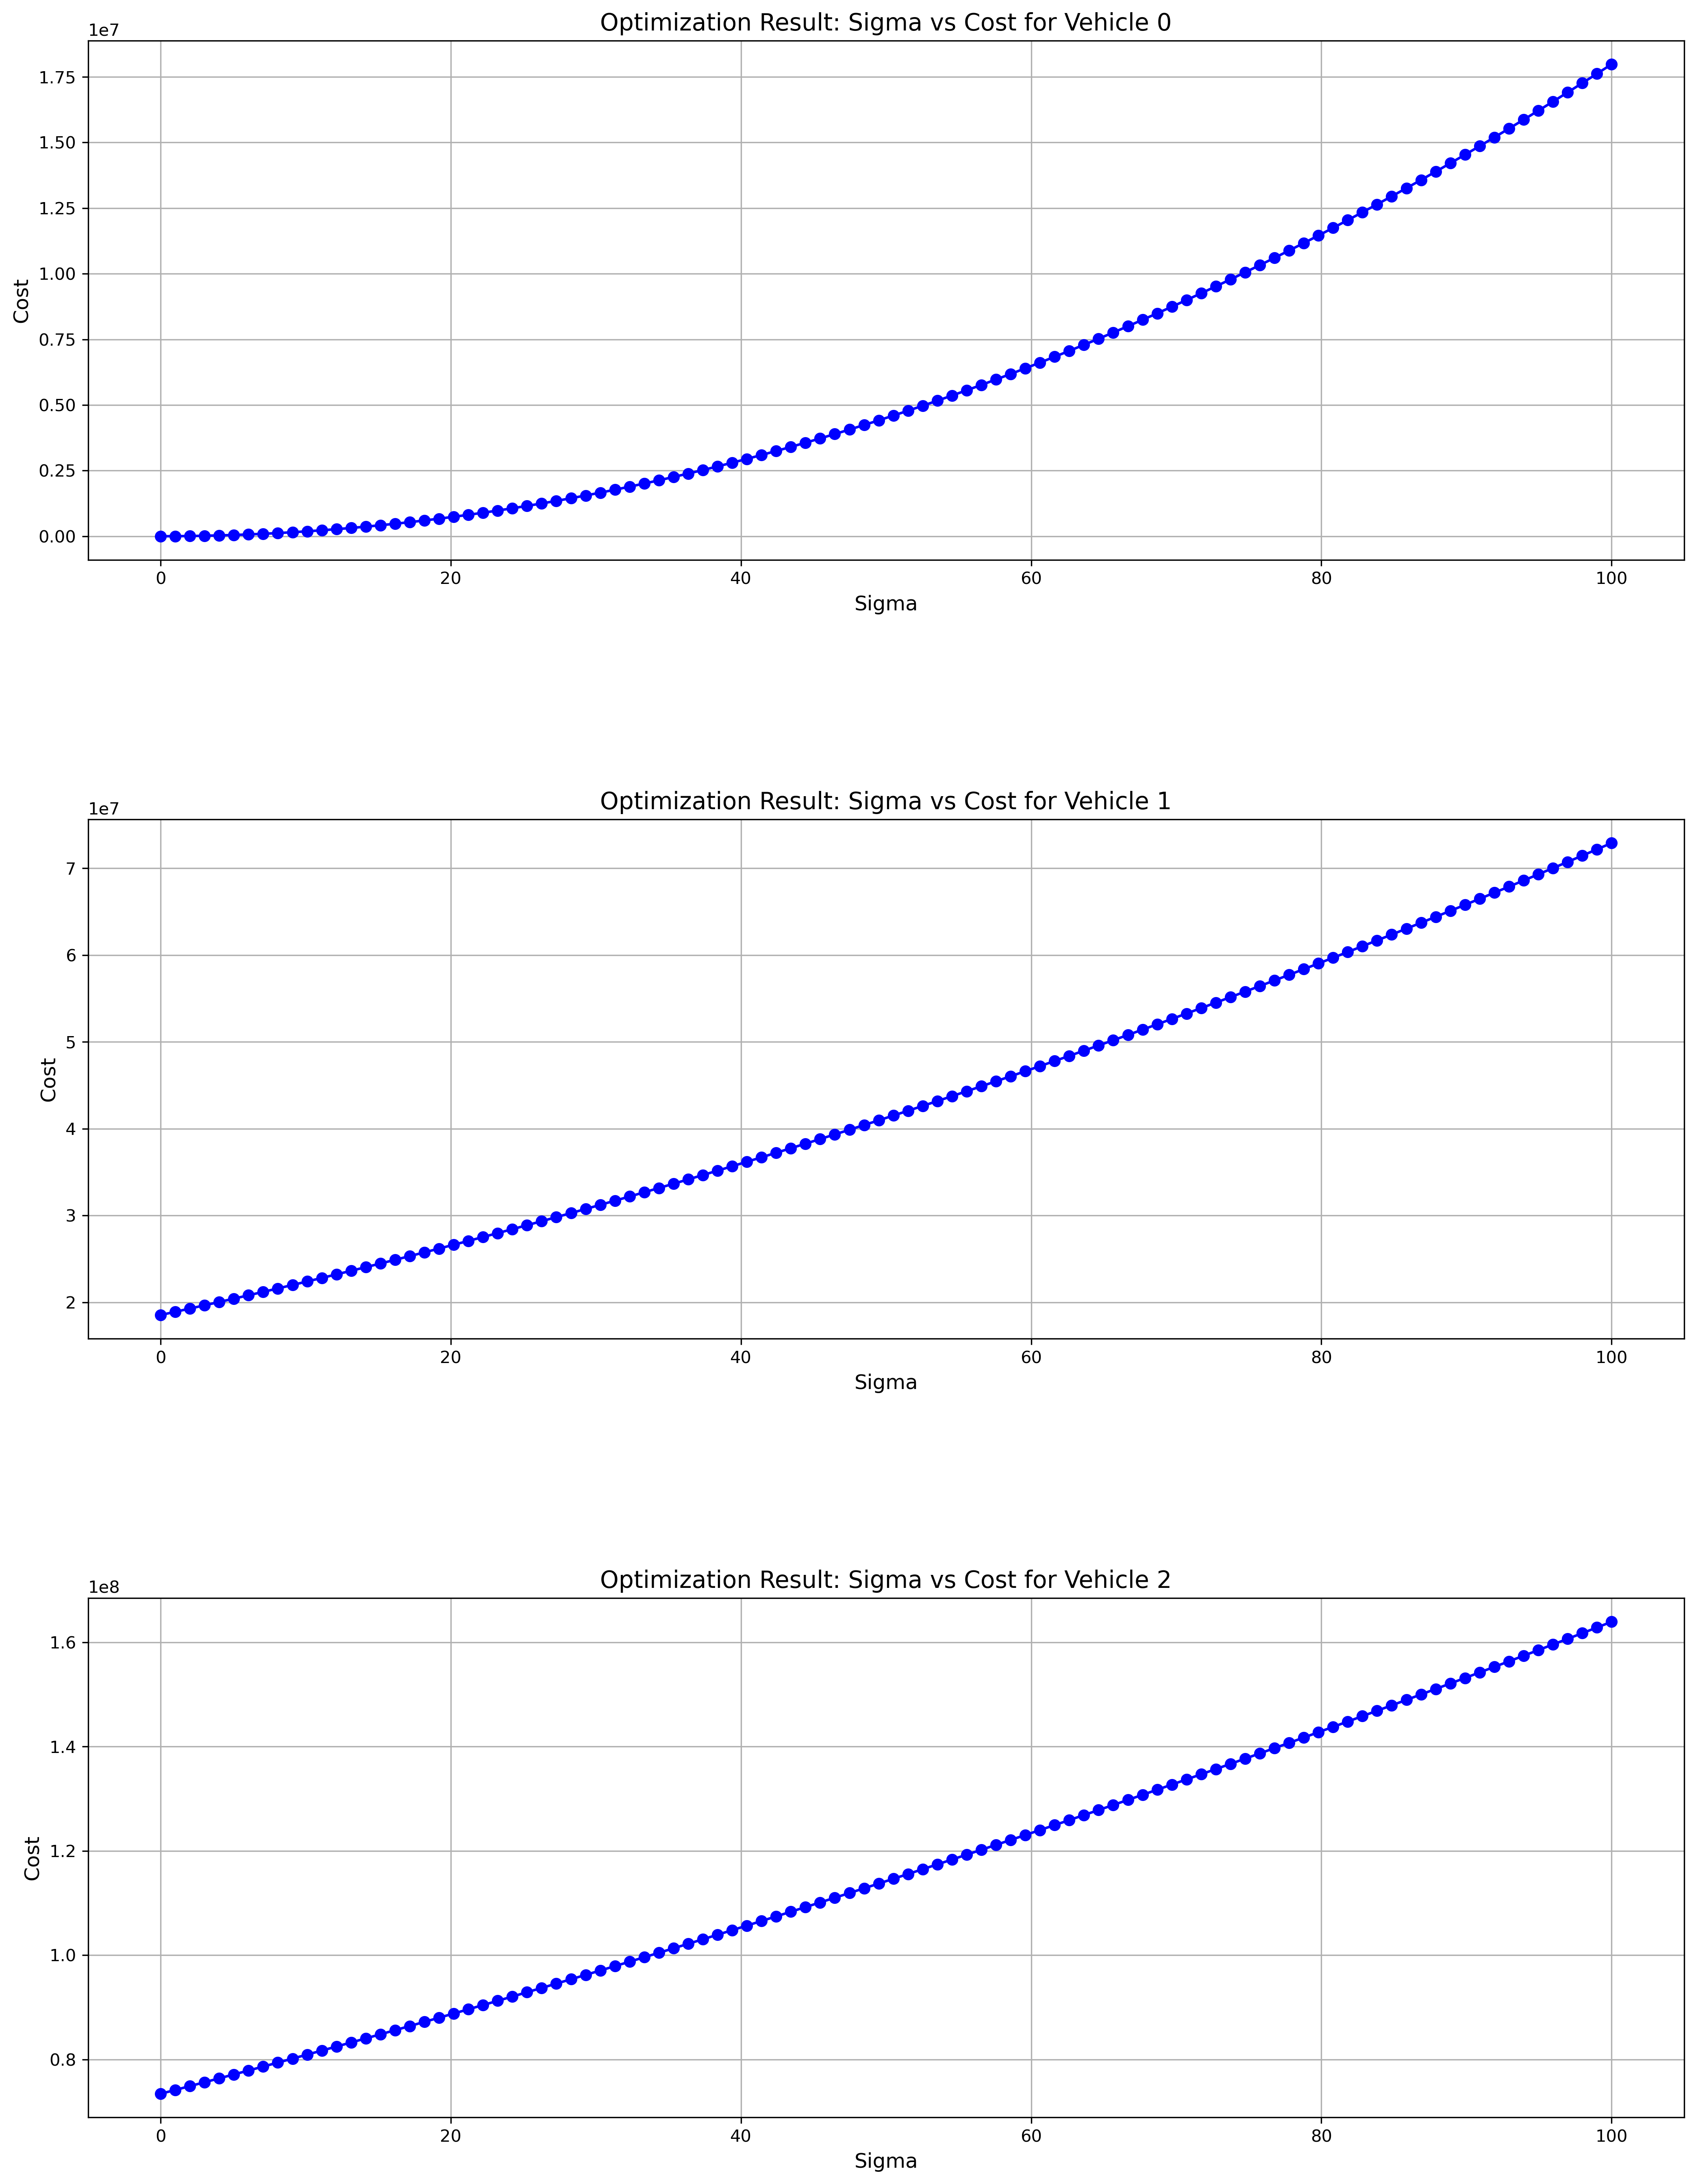 Optimization Result: Sigma vs Cost for Vehicle 0
1e7
1.75
1.50
1.25
1.00
0.75
0.50
0.25
0.00
Cost
0 20 40 60 80 100
Sigma
Optimization Result: Sigma vs Cost for Vehicle 1
1e7
7
6
5
4
3
2
Cost
0 20 40 60 80 100
Sigma
Optimization Result: Sigma vs Cost for Vehicle 2
1e8
1.6
1.4
1.2
1.0
0.8
Cost
0 20 40 60 80 100
Sigma